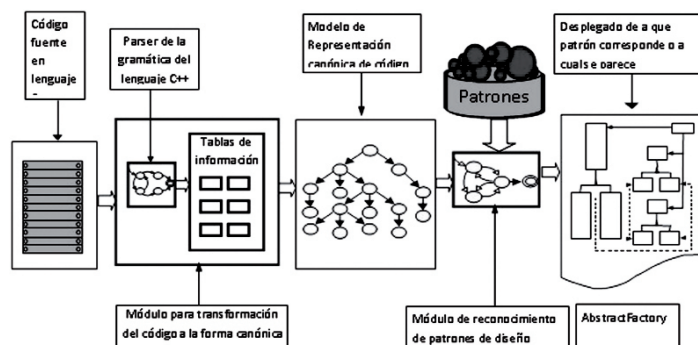 Código
fuente
en
lenguaje
Parser de la
gramática del
lenguaje C++
Modelo de
Representación
canónica de código
Patrones
Desplegado de a que
patrón corresponde o a
cual se parece
Tablas de
información
Módulo para transformación
del código a la forma canónica
Módulo de reconocimiento
de patrones de diseño
AbstractFactory